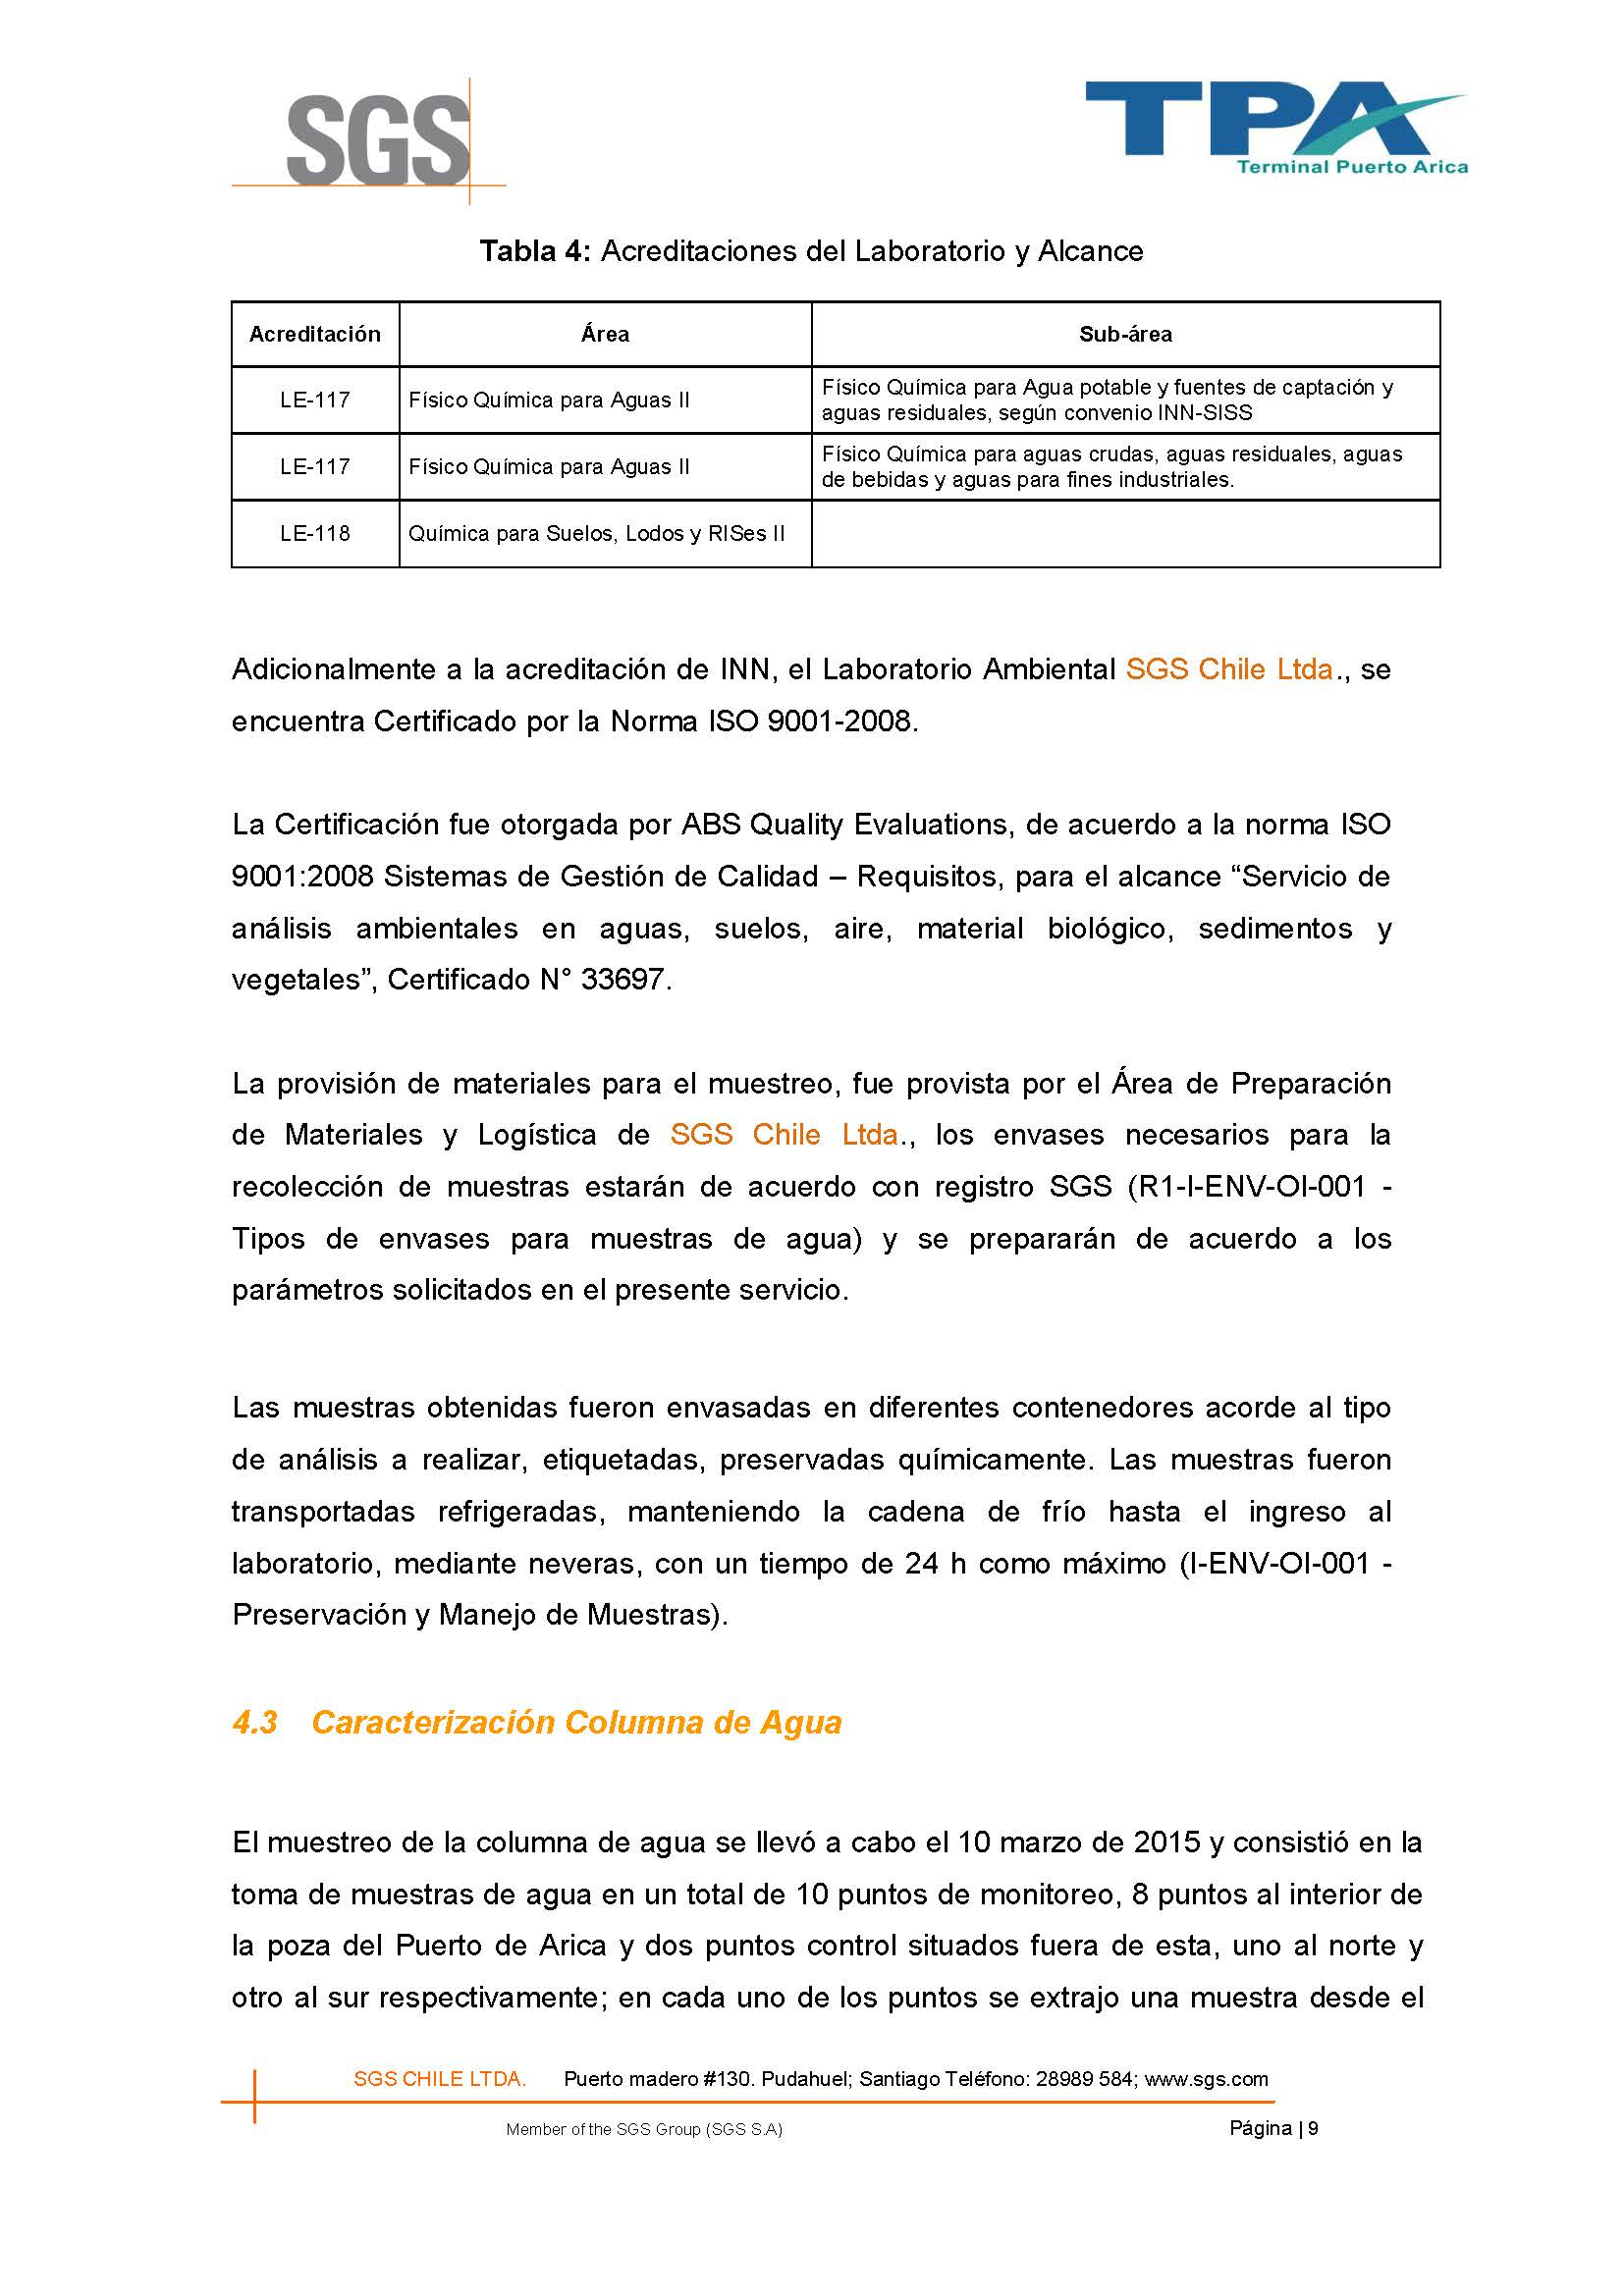 SGS
TPA
Terminal Puerto Arica
Tabla 4: Acreditaciones del Laboratorio y Alcance
Acreditación Área Sub-área
LE-117 Físico Química para Aguas II Físico Química para Agua potable y fuentes de captación y
aguas residuales, según convenio INN-SISS
LE-117 Físico Química para Aguas II Físico Química para aguas crudas, aguas residuales, aguas
de bebidas y aguas para fines industriales.
LE-118 Química para Suelos, Lodos y RISes II
Adicionalmente a la acreditación de INN, el Laboratorio Ambiental SGS Chile Ltda., se
encuentra Certificado por la Norma ISO 9001-2008.
La Certificación fue otorgada por ABS Quality Evaluations, de acuerdo a la norma ISO
9001:2008 Sistemas de Gestión de Calidad – Requisitos, para el alcance “Servicio de
análisis ambientales en aguas, suelos, aire, material biológico, sedimentos y
vegetales”, Certificado N° 33697.
La provisión de materiales para el muestreo, fue provista por el Área de Preparación
de Materiales y Logística de SGS Chile Ltda., los envases necesarios para la
recolección de muestras estarán de acuerdo con registro SGS (R1-I-ENV-OI-001 -
Tipos de envases para muestras de agua) y se prepararán de acuerdo a los
parámetros solicitados en el presente servicio.
Las muestras obtenidas fueron envasadas en diferentes contenedores acorde al tipo
de análisis a realizar, etiquetadas, preservadas químicamente. Las muestras fueron
transportadas refrigeradas, manteniendo la cadena de frío hasta el ingreso al
laboratorio, mediante neveras, con un tiempo de 24 h como máximo (I-ENV-OI-001 -
Preservación y Manejo de Muestras).
4.3 Caracterización Columna de Agua
El muestreo de la columna de agua se llevó a cabo el 10 marzo de 2015 y consistió en la
toma de muestras de agua en un total de 10 puntos de monitoreo, 8 puntos al interior de
la poza del Puerto de Arica y dos puntos control situados fuera de esta, uno al norte y
otro al sur respectivamente; en cada uno de los puntos se extrajo una muestra desde el
SGS CHILE LTDA. Puerto madero #130. Pudahuel; Santiago Teléfono: 28989 584; www.sgs.com
Member of the SGS Group (SGS S.A) Página | 9